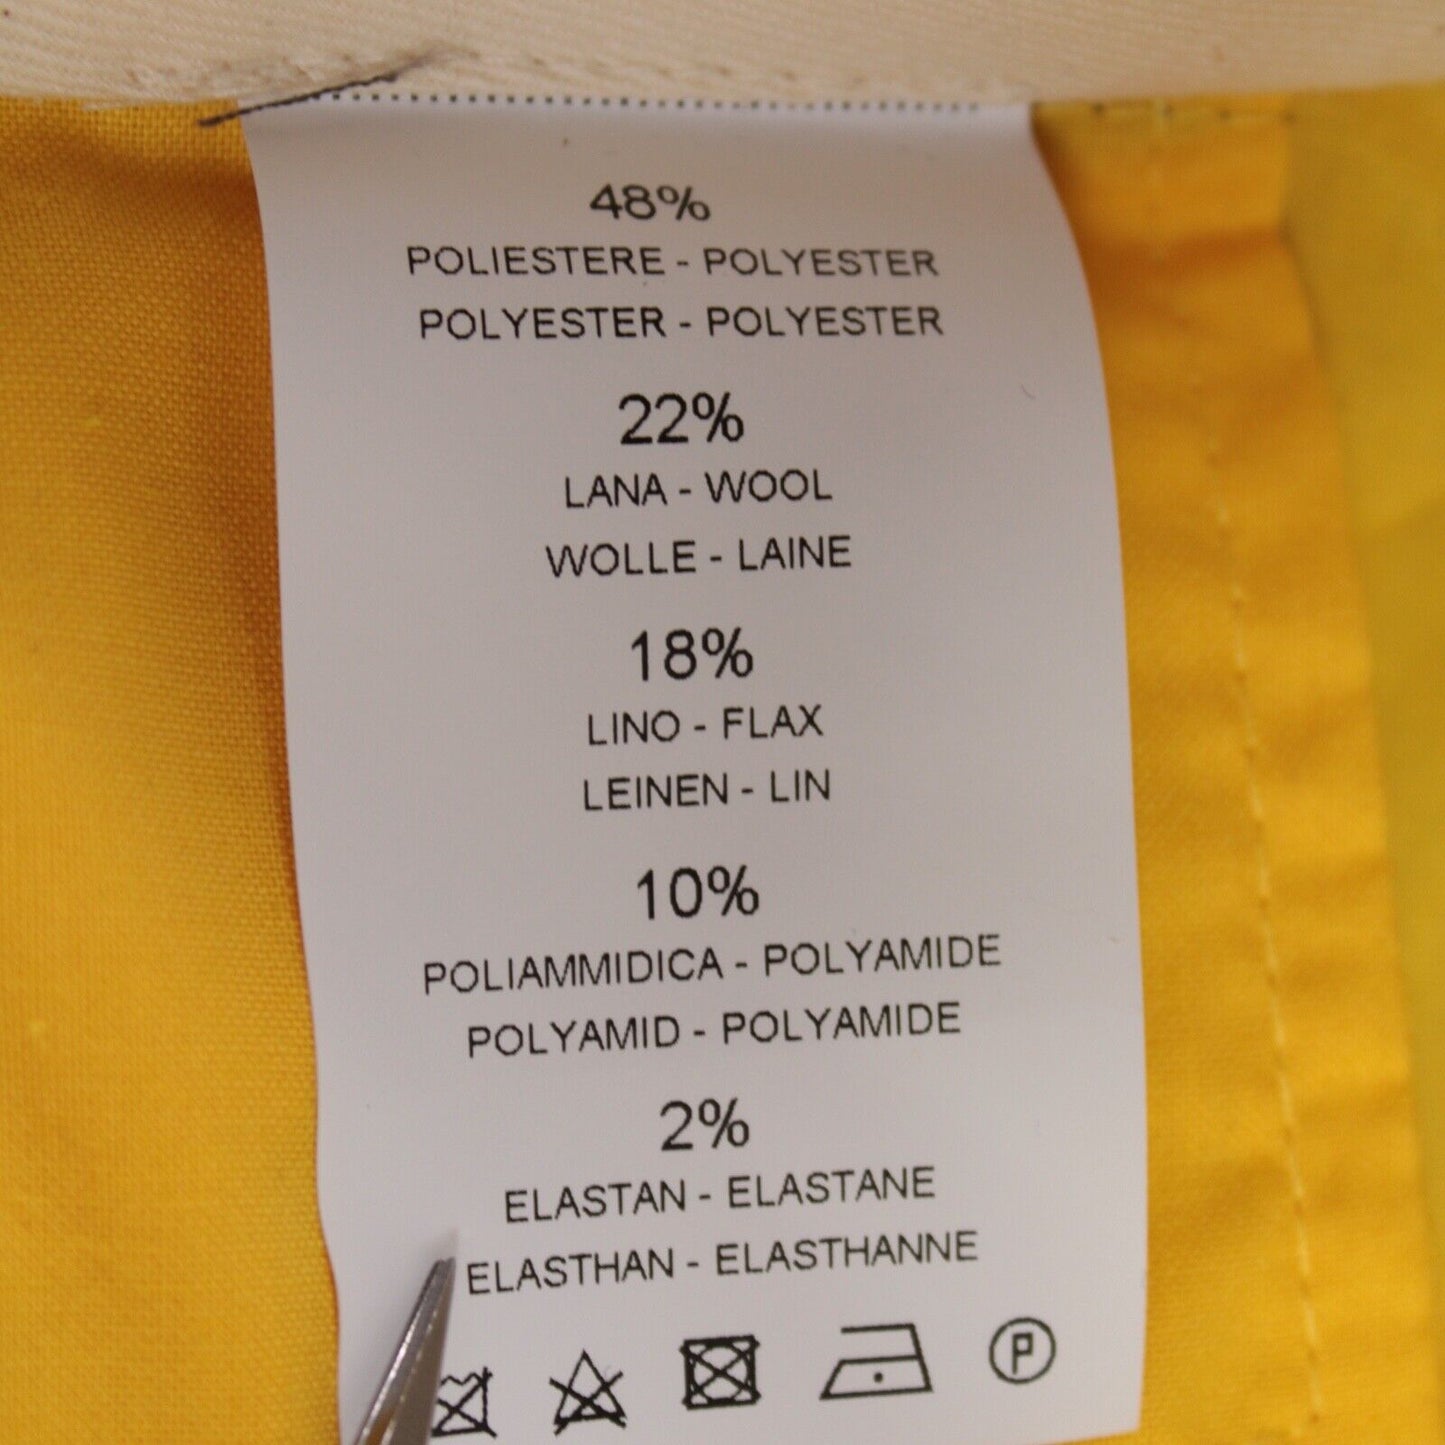 48%
POLIESTERE - POLYESTER
POLYESTER - POLYESTER
22%
LANA - WOOL
WOLLE - LAINE
18%
LINO - FLAX
LEINEN - LIN
10%
POLIAMMIDICA - POLYAMIDE
POLYAMID - POLYAMIDE
2%
ELASTAN - ELASTANE
ELASTHAN - ELASTHANNE
P